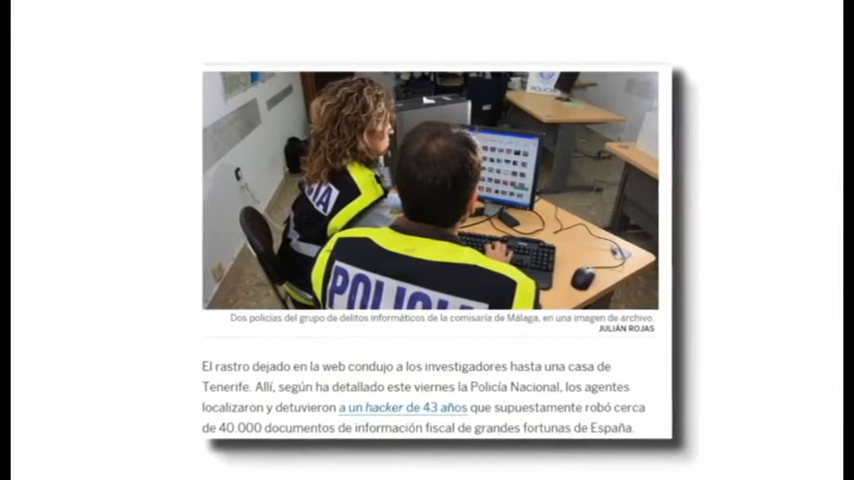 POLICÍA
CIA
POLICIA
Dos policías del grupo de delitos informáticos de la comisaría de Málaga, en una imagen de archivo.
JULIÁN ROJAS
El rastro dejado en la web condujo a los investigadores hasta una casa de
Tenerife. Allí, según ha detallado este viernes la Policía Nacional, los agentes
localizaron y detuvieron a un hacker de 43 años que supuestamente robó cerca
de 40.000 documentos de información fiscal de grandes fortunas de España.